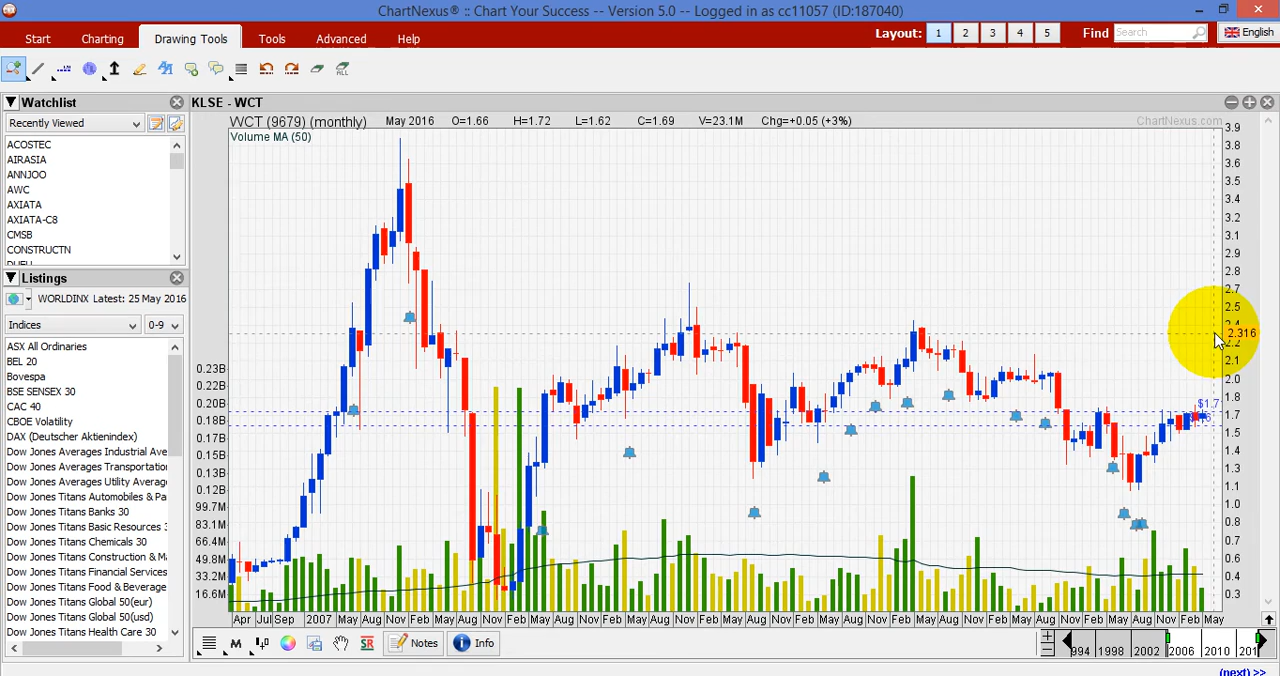 ChartNexus® :: Chart Your Success -- Version 5.0 -- Logged in as cc11057 (ID:187040)
Start Charting Drawing Tools Tools Advanced Help Layout: 1 2 3 4 5 Find Search English
ALL
Watchlist
Recently Viewed
ACOSTEC
AIRASIA
ANNJOO
AWC
AXIATA
AXIATA-C8
CMSB
CONSTRUCTN
Listings
WORLDINX Latest: 25 May 2016
Indices 0-9
ASX All Ordinaries
BEL 20
Bovespa
BSE SENSEX 30
CAC 40
CBOE Volatility
DAX (Deutscher Aktienindex)
Dow Jones Averages Industrial Ave
Dow Jones Averages Transportation
Dow Jones Averages Utility Average
Dow Jones Titans Automobiles & Pa
Dow Jones Titans Banks 30
Dow Jones Titans Basic Resources
Dow Jones Titans Chemicals 30
Dow Jones Titans Construction & M
Dow Jones Titans Financial Services
Dow Jones Titans Food & Beverage
Dow Jones Titans Global 50(eur)
Dow Jones Titans Global 50(usd)
Dow Jones Titans Health Care 30
KLSE - WCT
WCT (9679) (monthly) May 2016 O=1.66 H=1.72 L=1.62 C=1.69 V=23.1M Chg=+0.05 (+3%) ChartNexus.com
Volume MA (50)
3.9
3.8
3.6
3.5
3.4
3.2
3.1
2.9
2.8
2.7
2.5
2.4
2.316
2.2
2.1
2.0
1.8
$1.7
1.7
1.5
1.4
1.3
1.1
1.0
0.8
0.7
0.6
0.4
0.3
0.23B
0.22B
0.20B
0.18B
0.17B
0.15B
0.13B
0.12B
99.7M
83.1M
66.4M
49.8M
33.2M
16.6M
Apr Jul Sep 2007 May Aug Nov Feb May Aug Nov May Aug Nov Feb May Aug Nov Feb May Aug Nov Feb May Aug Nov Feb May Aug Nov Feb May Aug Nov Feb May Aug Nov Feb May
M SR Notes Info
994 1998 2002 2006 2010 201
(next) >>